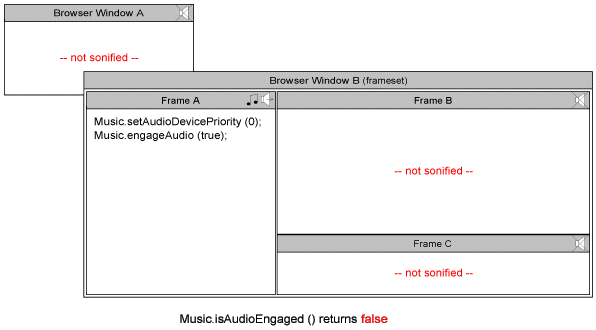 Browser Window A
-- not sonified --
Browser Window B (frameset)
Frame A
Music.setAudioDevicePriority (0);
Music.engageAudio (true);
Frame B
-- not sonified --
Frame C
-- not sonified --
Music.isAudioEngaged () returns false